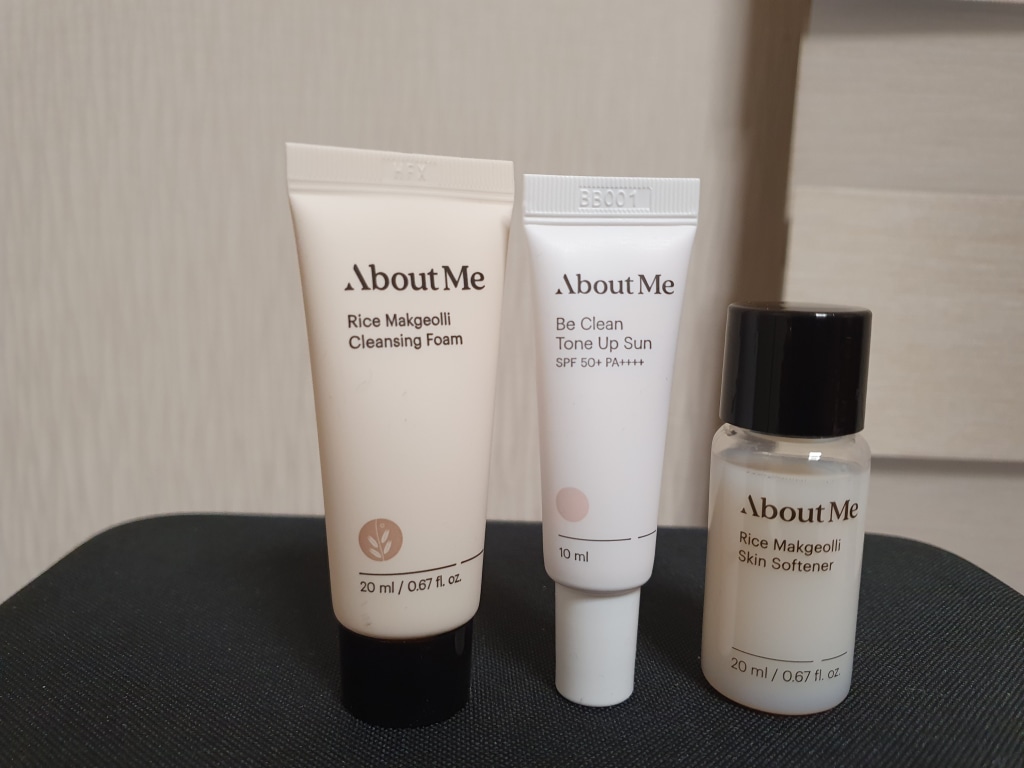 HFX
About Me
Rice Makgeolli
Cleansing Foam
20 ml / 0.67 fl. oz.
BB001
About Me
Be Clean
Tone Up Sun
SPF 50+ PA++++
10 ml
About Me
Rice Makgeolli
Skin Softener
20 ml / 0.67 fl. oz.